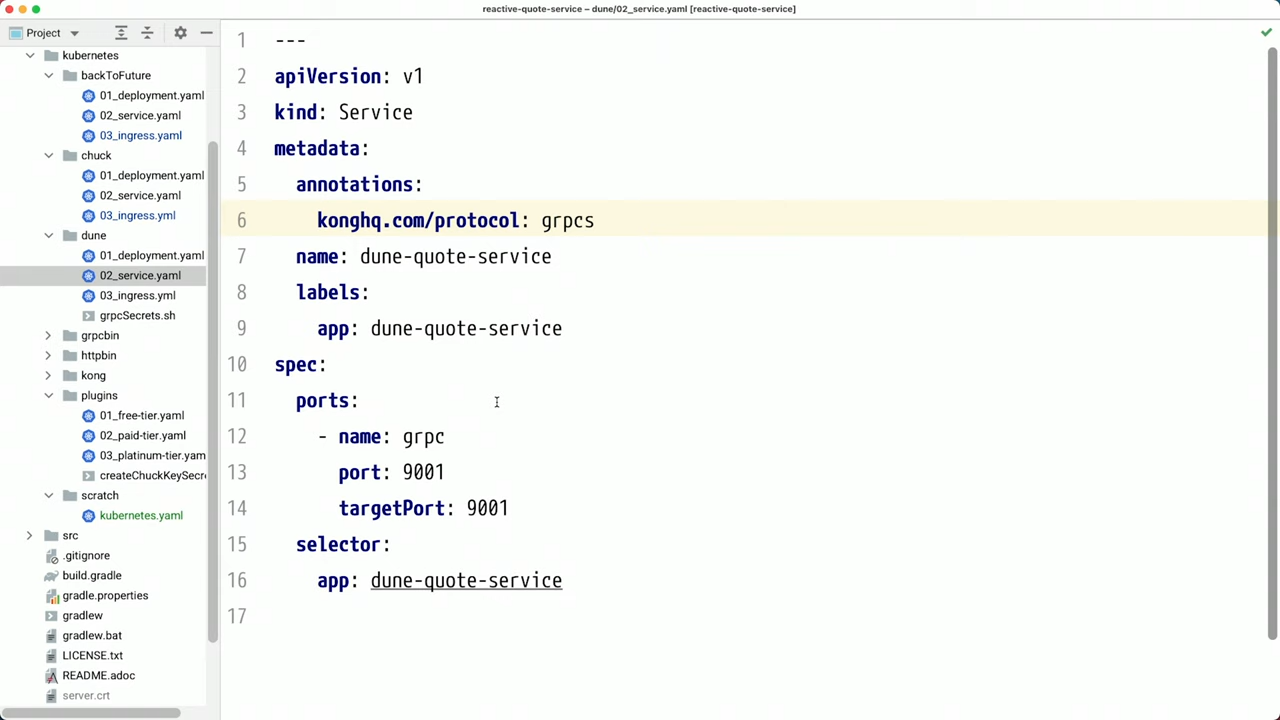 reactive-quote-service – dune/02_service.yaml [reactive-quote-service]
Project
kubernetes
backToFuture
01_deployment.yaml
02_service.yaml
03_ingress.yaml
chuck
01_deployment.yaml
02_service.yaml
03_ingress.yml
dune
01_deployment.yaml
02_service.yaml
03_ingress.yml
grpcSecrets.sh
grpcbin
httpbin
kong
plugins
01_free-tier.yaml
02_paid-tier.yaml
03_platinum-tier.yam
createChuckKeySecre
scratch
kubernetes.yaml
src
.gitignore
build.gradle
gradle.properties
gradlew
gradlew.bat
LICENSE.txt
README.adoc
server.crt
1 ---
2 apiVersion: v1
3 kind: Service
4 metadata:
5 annotations:
6 konghq.com/protocol: grpcs
7 name: dune-quote-service
8 labels:
9 app: dune-quote-service
10 spec:
11 ports:
12 - name: grpc
13 port: 9001
14 targetPort: 9001
15 selector:
16 app: dune-quote-service
17